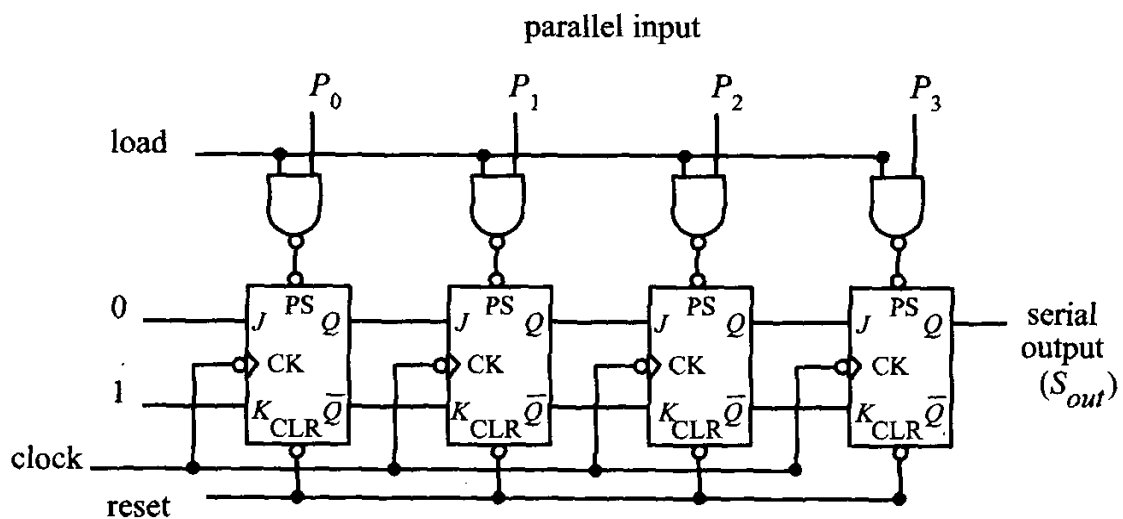 parallel input
P0 P1 P2 P3
load
PS PS PS PS
0 J Q J Q J Q J Q serial
output
CK CK CK CK
(Sout)
1 K Q̅ K Q̅ K Q̅ K Q̅
CLR CLR CLR CLR
clock
reset